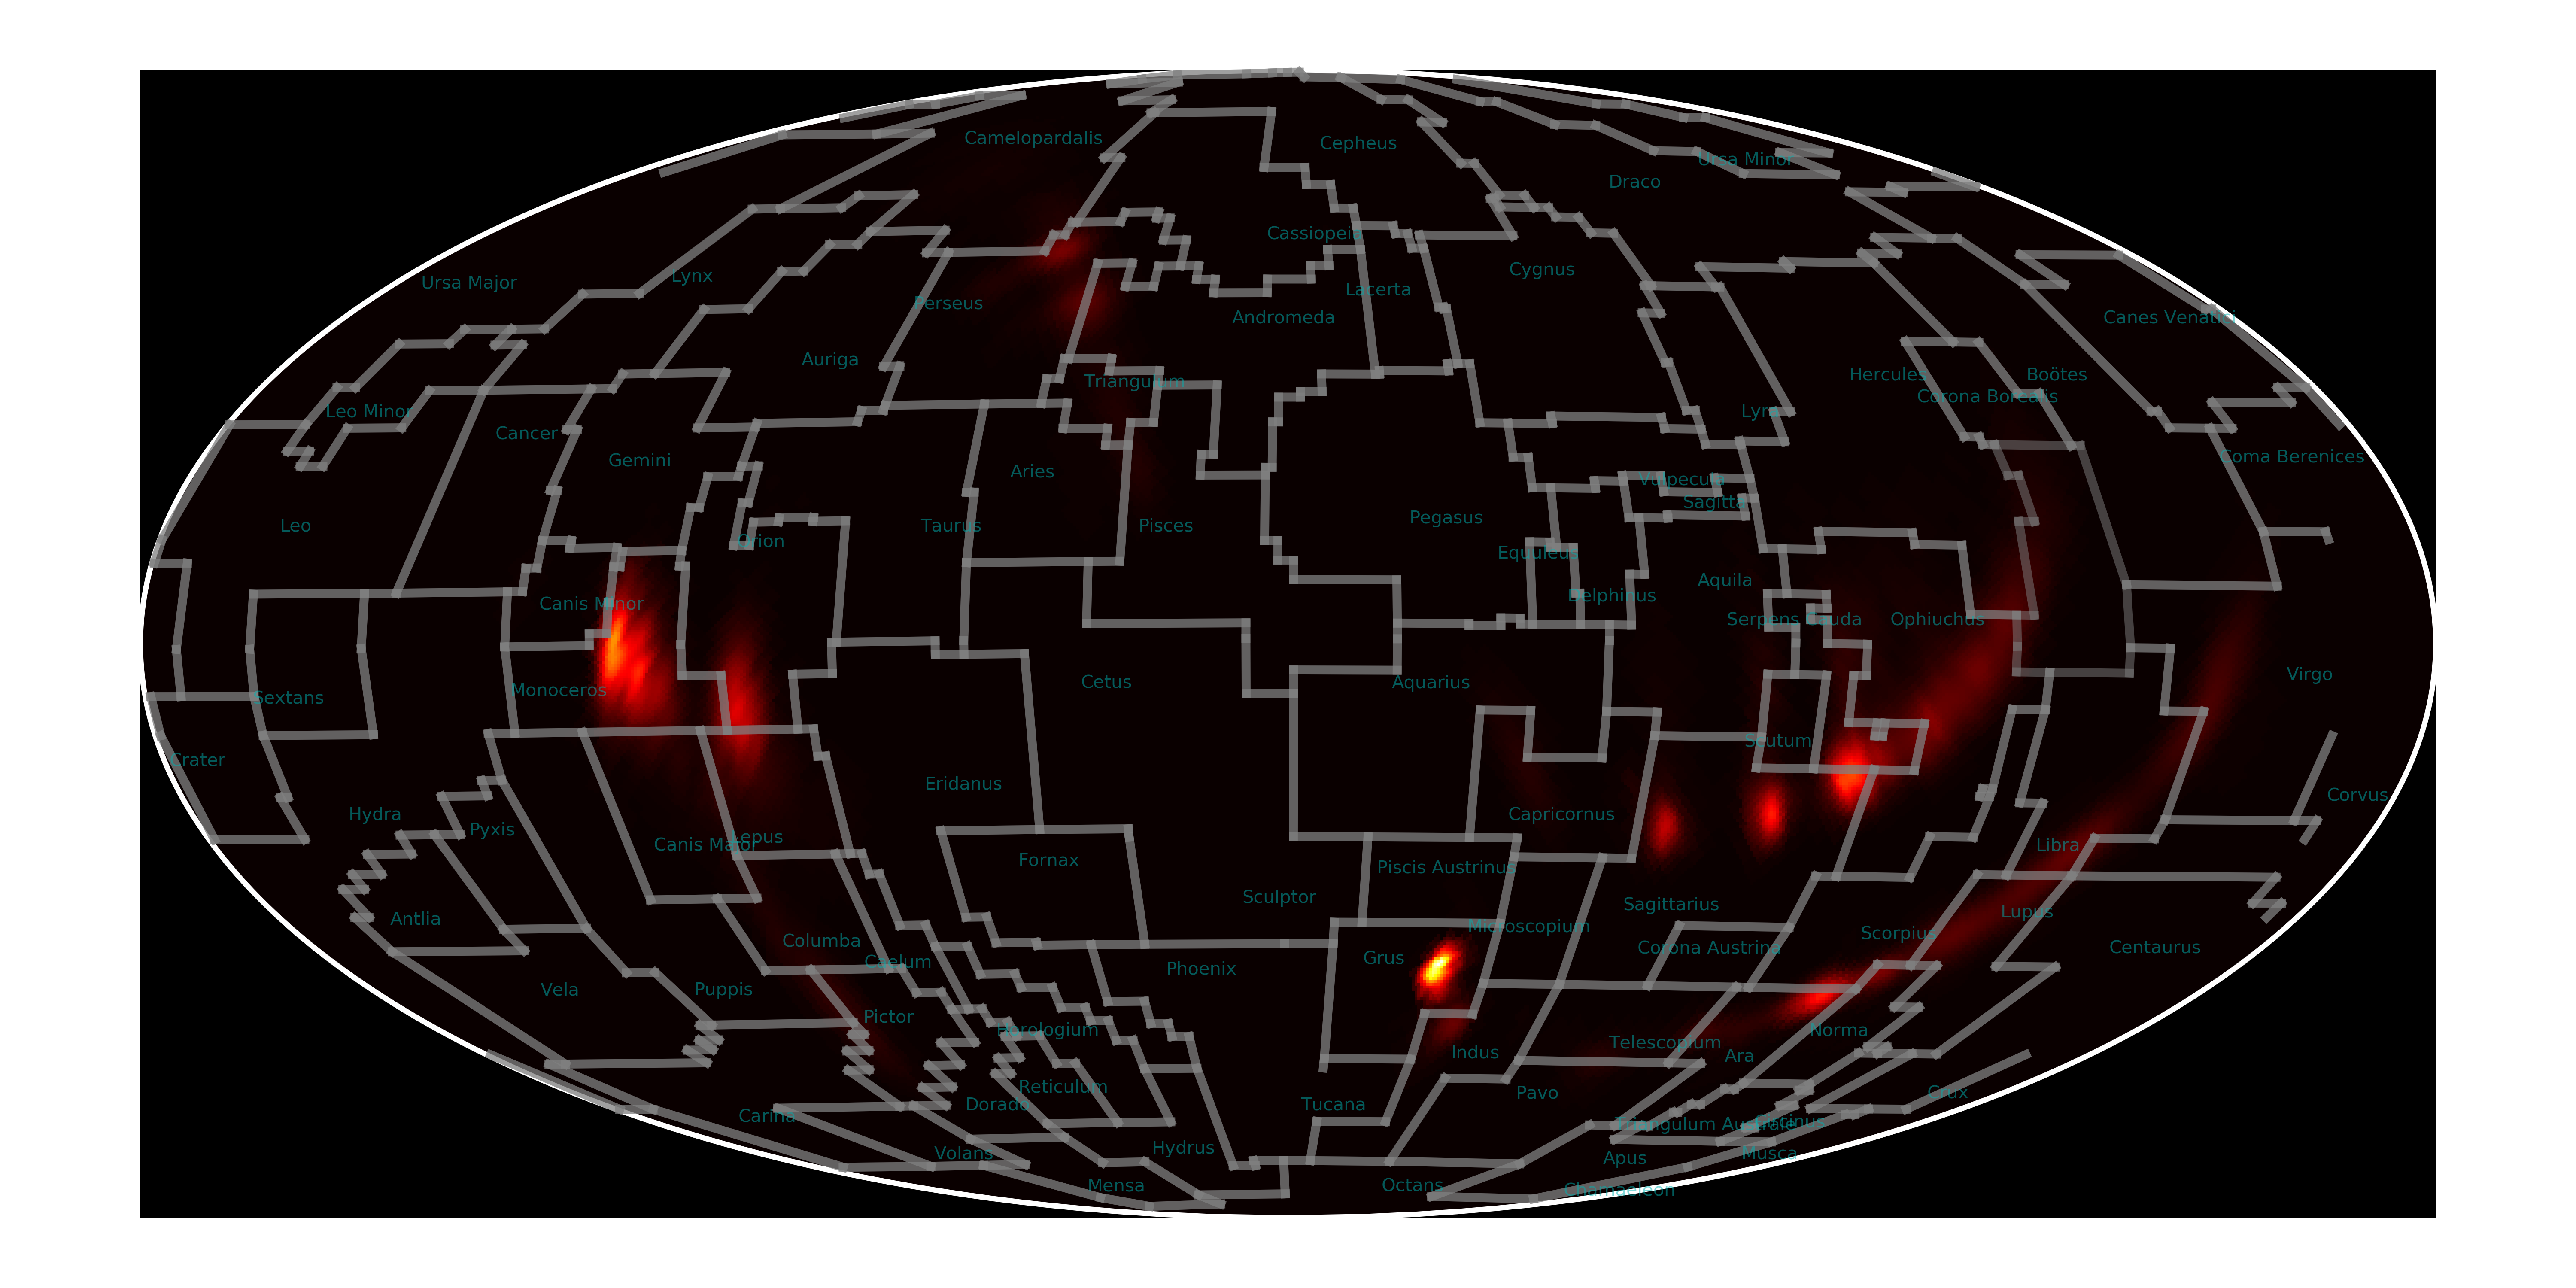 Camelopardalis
Cepheus
Ursa Minor
Draco
Cassiopeia
Cygnus
Lynx
Ursa Major
Lacerta
Perseus
Andromeda
Canes Venatici
Auriga
Hercules
Boötes
Triangulum
Corona Borealis
Leo Minor
Lyra
Cancer
Coma Berenices
Gemini
Aries
Vulpecula
Sagitta
Pegasus
Leo
Taurus
Pisces
Orion
Equuleus
Aquila
Delphinus
Canis Minor
Serpens Cauda
Ophiuchus
Virgo
Cetus
Aquarius
Monoceros
Sextans
Scutum
Crater
Eridanus
Corvus
Hydra
Capricornus
Pyxis
Lepus
Canis Major
Libra
Fornax
Piscis Austrinus
Sculptor
Sagittarius
Lupus
Antlia
Microscopium
Scorpius
Columba
Corona Austrina
Centaurus
Grus
Caelum
Phoenix
Vela
Puppis
Pictor
Horologium
Norma
Telescopium
Indus
Ara
Reticulum
Pavo
Crux
Dorado
Tucana
Carina
Triangulum Australe
Circinus
Hydrus
Volans
Musca
Apus
Mensa
Octans
Chamaeleon